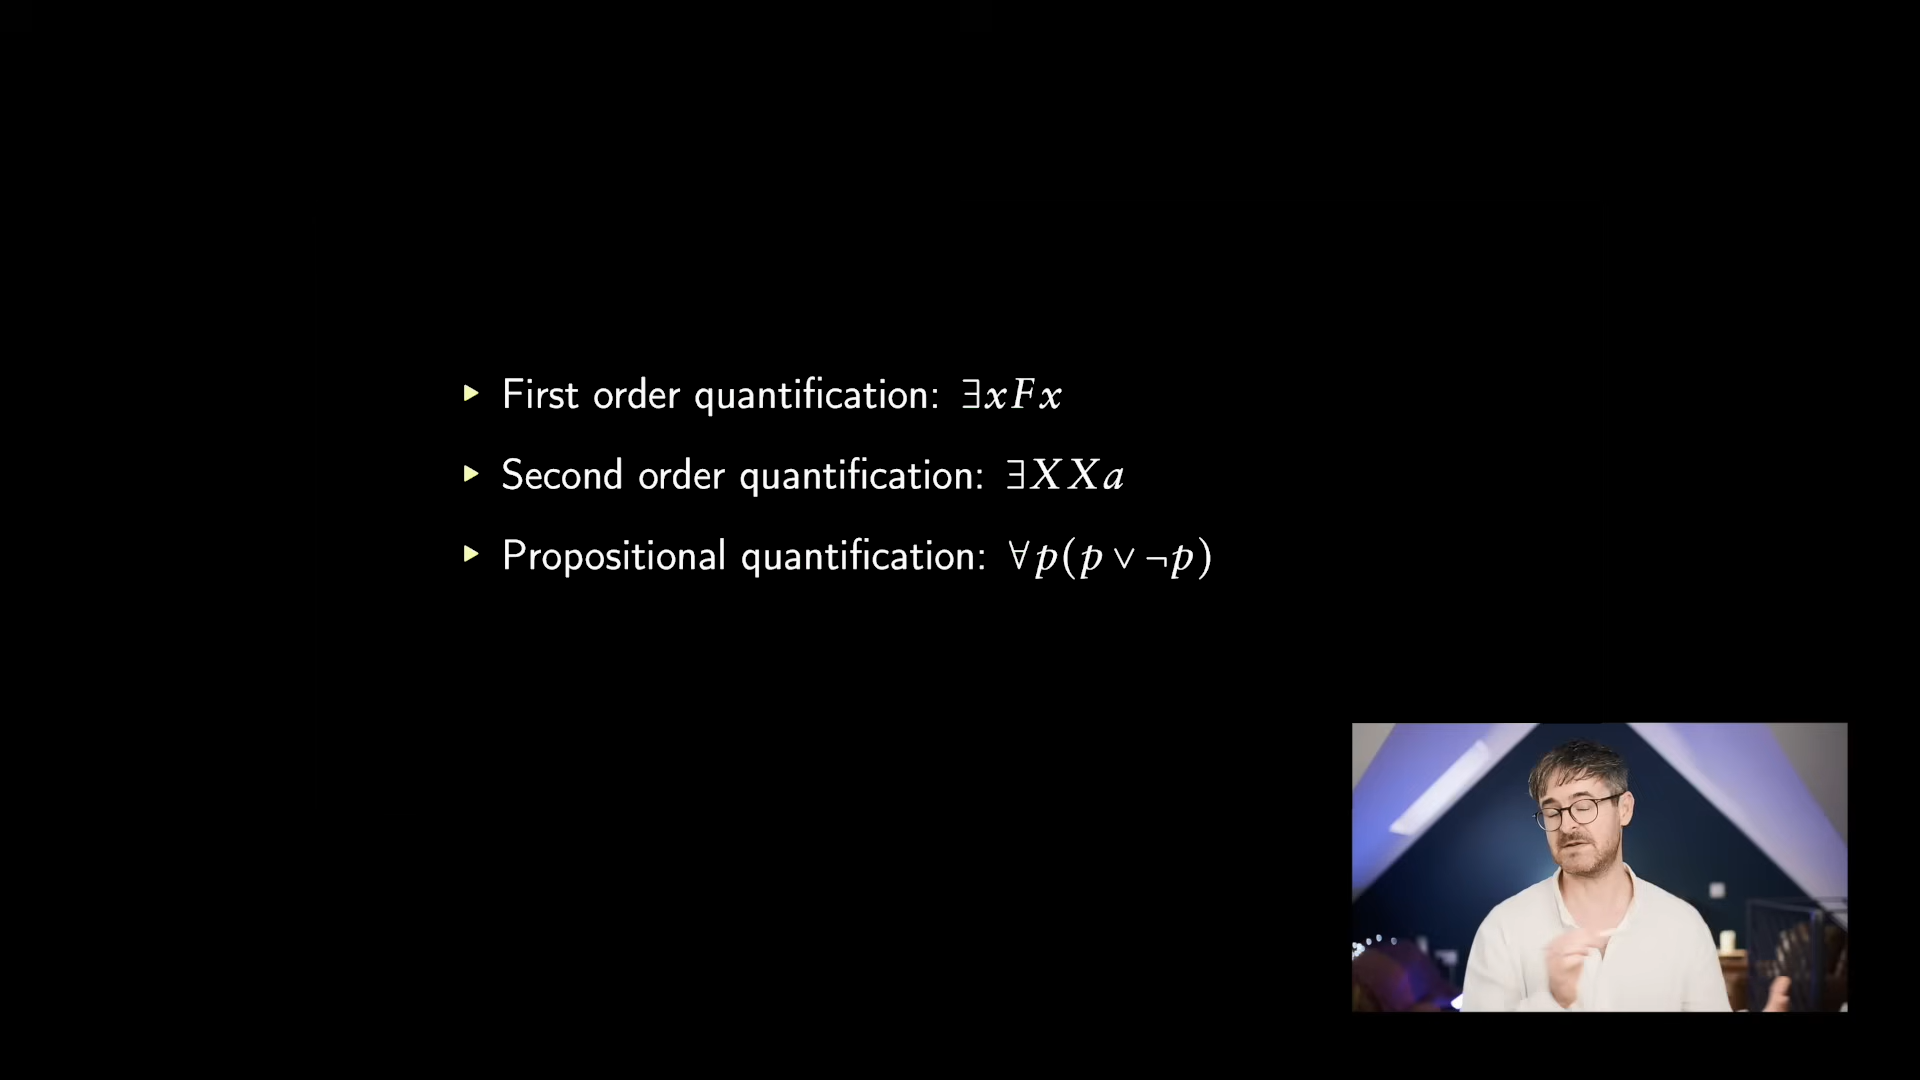 ▸ First order quantification: ∃xFx
▸ Second order quantification: ∃XXa
▸ Propositional quantification: ∀p(p ∨ ¬p)